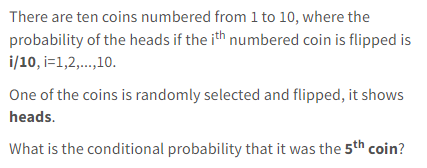 There are ten coins numbered from 1 to 10, where the
probability of the heads if the iᵗʰ numbered coin is flipped is
i/10, i=1,2,...,10.
One of the coins is randomly selected and flipped, it shows
heads.
What is the conditional probability that it was the 5ᵗʰ coin?